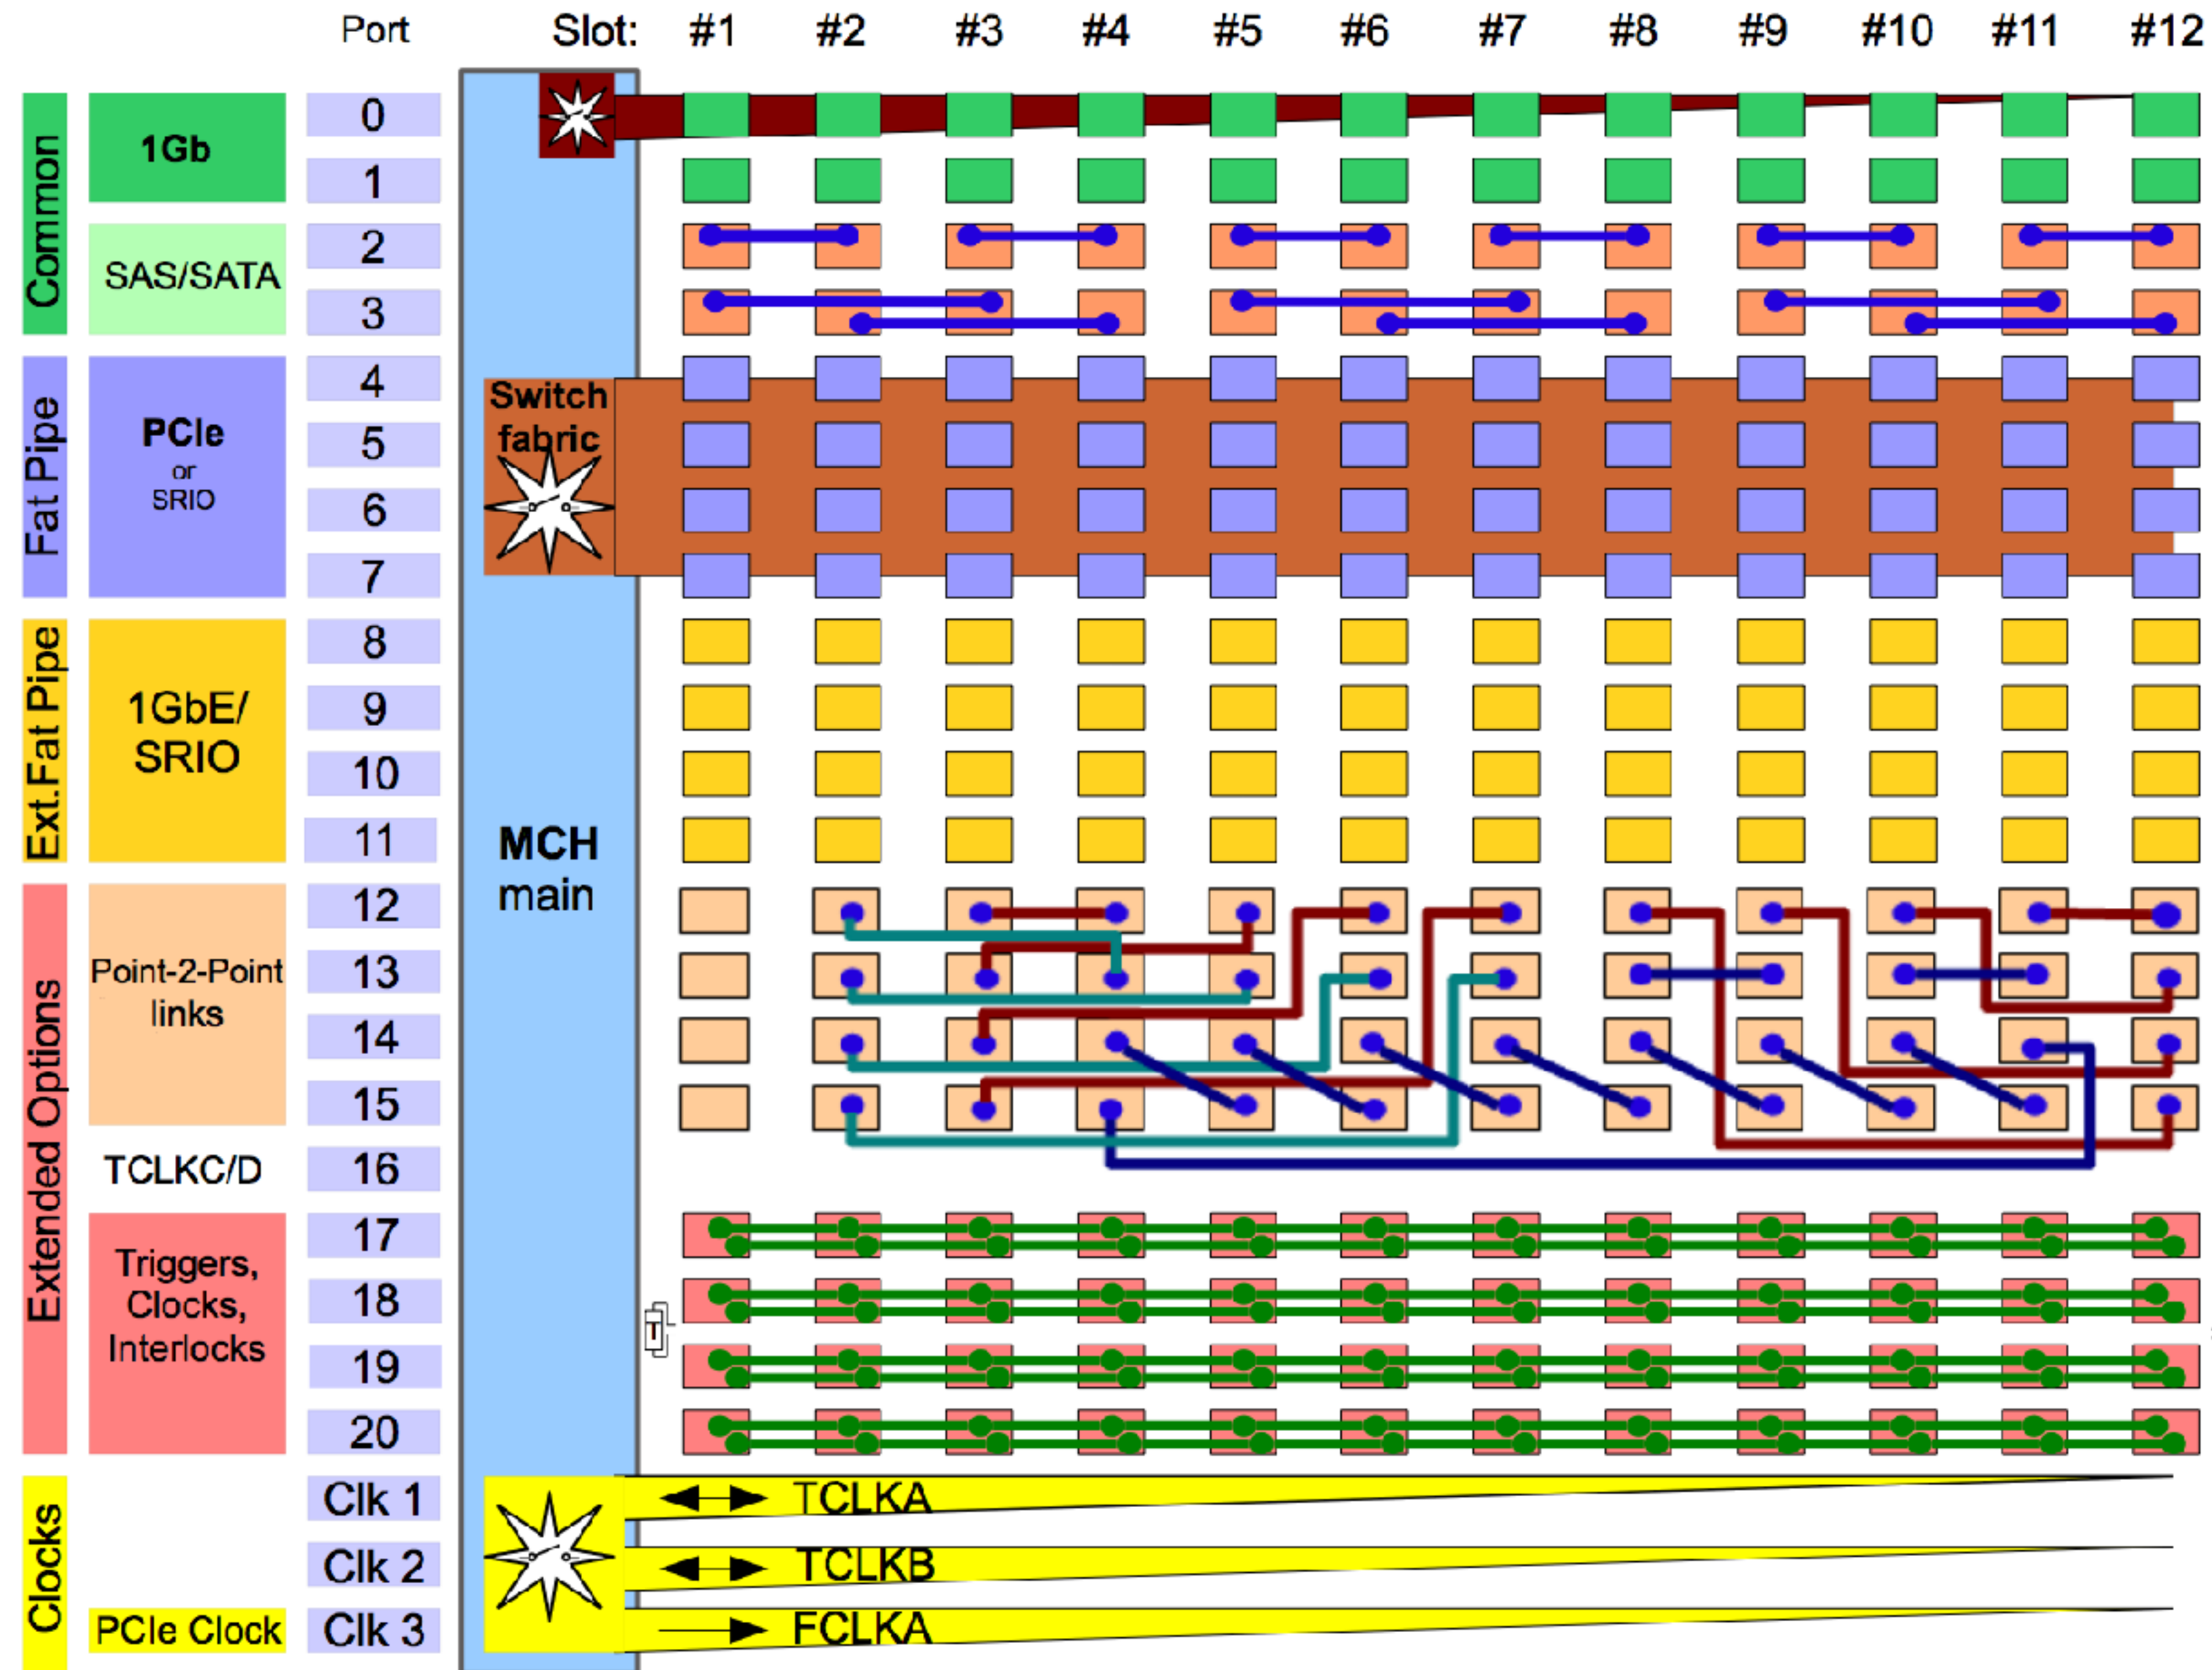 Port Slot: #1 #2 #3 #4 #5 #6 #7 #8 #9 #10 #11 #12
Common
1Gb
0
1
SAS/SATA
2
3
Fat Pipe
PCIe
or
SRIO
4
5
6
7
Switch
fabric
Ext.Fat Pipe
1GbE/
SRIO
8
9
10
11
MCH
main
Extended Options
Point-2-Point
links
12
13
14
15
TCLKC/D
16
Triggers,
Clocks,
Interlocks
17
18
19
20
T
Clocks
Clk 1
TCLKA
Clk 2
TCLKB
PCIe Clock
Clk 3
FCLKA